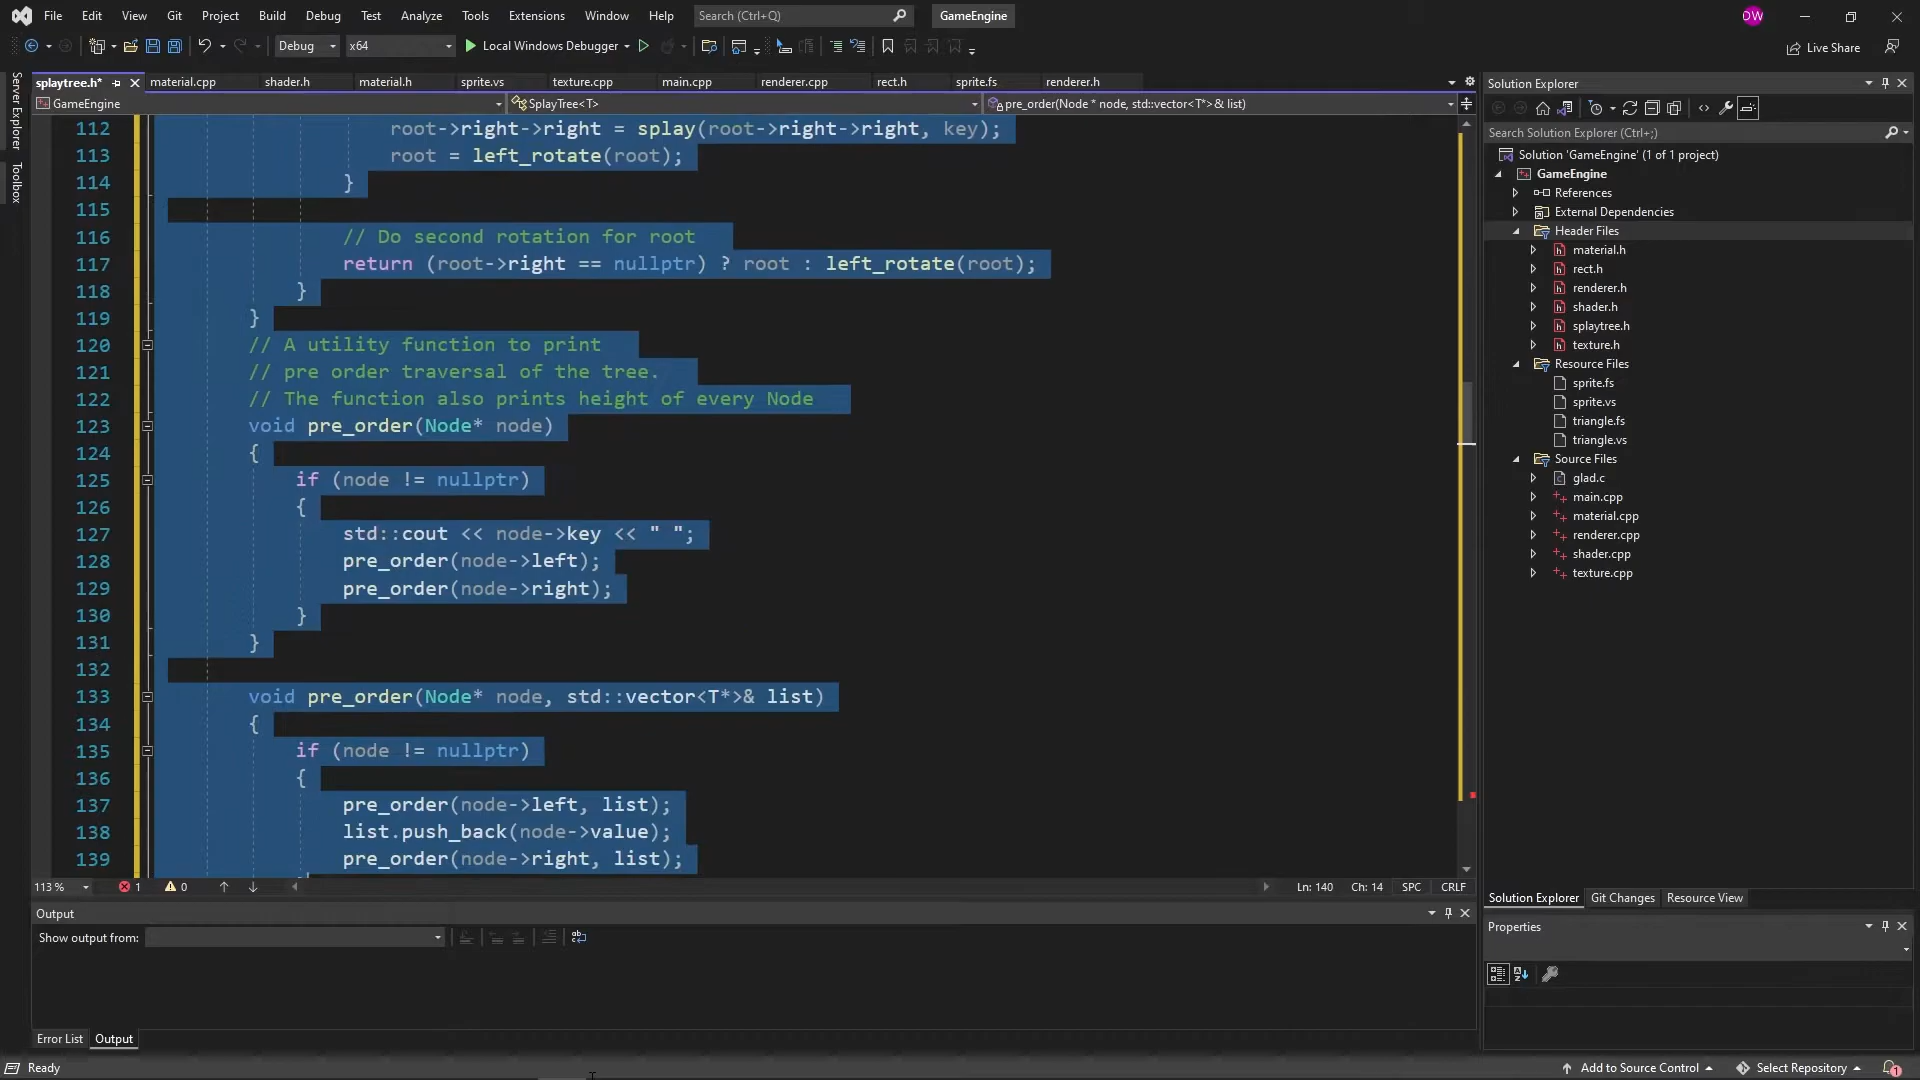 File Edit View Git Project Build Debug Test Analyze Tools Extensions Window Help Search (Ctrl+Q) GameEngine DW
Debug x64 Local Windows Debugger Live Share
Server Explorer
Toolbox
splaytree.h* material.cpp shader.h material.h sprite.vs texture.cpp main.cpp renderer.cpp rect.h sprite.fs renderer.h
GameEngine SplayTree<T> pre_order(Node * node, std::vector<T*> & list)
112 root->right->right = splay(root->right->right, key);
113 root = left_rotate(root);
114 }
115
116 // Do second rotation for root
117 return (root->right == nullptr) ? root : left_rotate(root);
118 }
119 }
120 // A utility function to print
121 // pre order traversal of the tree.
122 // The function also prints height of every Node
123 void pre_order(Node* node)
124 {
125 if (node != nullptr)
126 {
127 std::cout << node->key << " ";
128 pre_order(node->left);
129 pre_order(node->right);
130 }
131 }
132
133 void pre_order(Node* node, std::vector<T*>& list)
134 {
135 if (node != nullptr)
136 {
137 pre_order(node->left, list);
138 list.push_back(node->value);
139 pre_order(node->right, list);
113 % 1 0 Ln: 140 Ch: 14 SPC CRLF
Output
Show output from:
Error List Output
Solution Explorer
Search Solution Explorer (Ctrl+;)
Solution 'GameEngine' (1 of 1 project)
GameEngine
References
External Dependencies
Header Files
material.h
rect.h
renderer.h
shader.h
splaytree.h
texture.h
Resource Files
sprite.fs
sprite.vs
triangle.fs
triangle.vs
Source Files
glad.c
main.cpp
material.cpp
renderer.cpp
shader.cpp
texture.cpp
Solution Explorer Git Changes Resource View
Properties
Ready Add to Source Control Select Repository 1